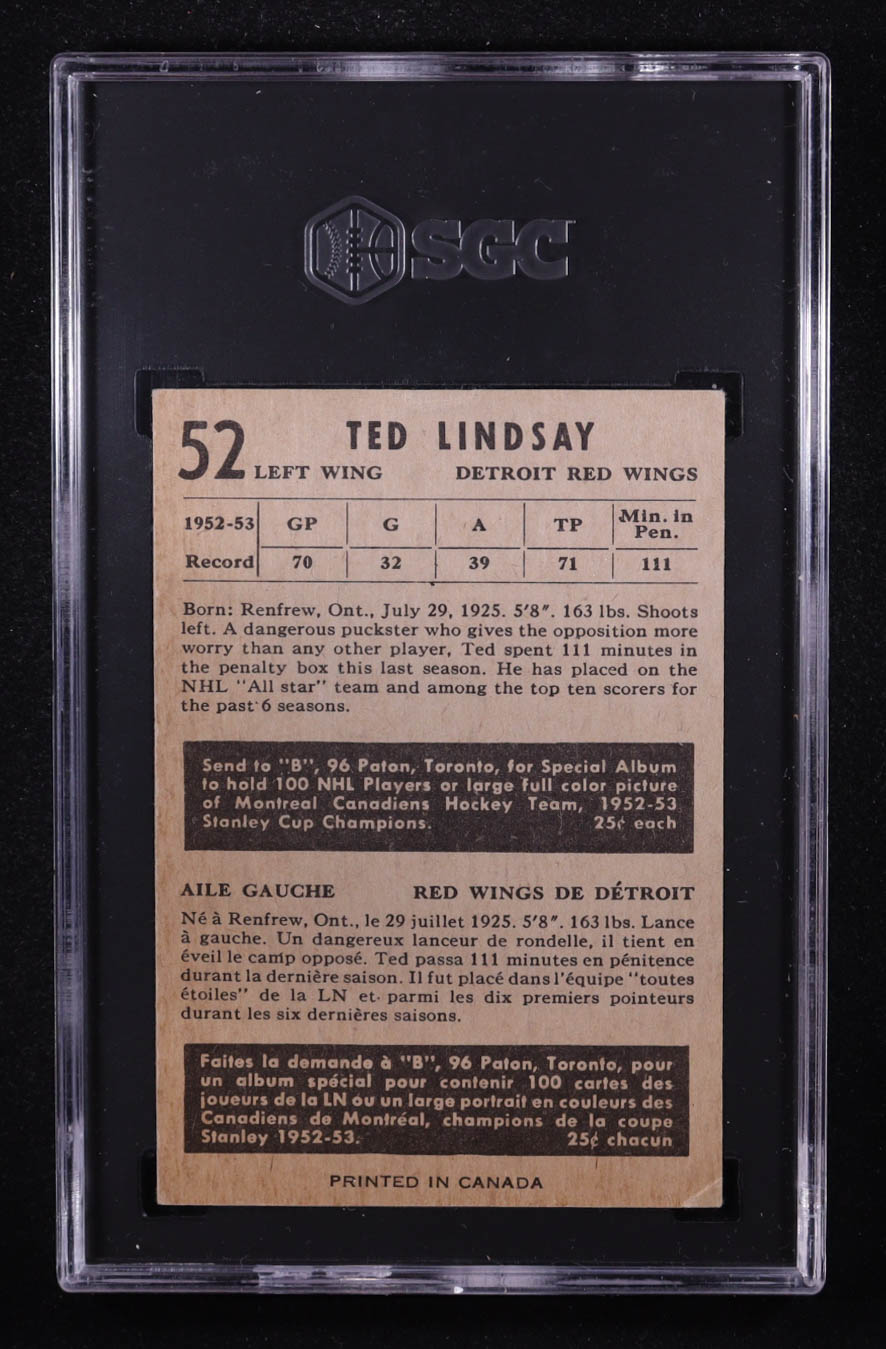 SGC
52 TED LINDSAY
LEFT WING DETROIT RED WINGS
1952-53 GP G A TP Min. in Pen.
Record 70 32 39 71 111
Born: Renfrew, Ont., July 29, 1925. 5'8". 163 lbs. Shoots
left. A dangerous puckster who gives the opposition more
worry than any other player, Ted spent 111 minutes in
the penalty box this last season. He has placed on the
NHL "All star" team and among the top ten scorers for
the past 6 seasons.
Send to "B", 96 Paton, Toronto, for Special Album
to hold 100 NHL Players or large full color picture
of Montreal Canadiens Hockey Team, 1952-53
Stanley Cup Champions. 25¢ each
AILE GAUCHE RED WINGS DE DÉTROIT
Né à Renfrew, Ont., le 29 juillet 1925. 5'8". 163 lbs. Lance
à gauche. Un dangereux lanceur de rondelle, il tient en
éveil le camp opposé. Ted passa 111 minutes en pénitence
durant la dernière saison. Il fut placé dans l'équipe "toutes
étoiles" de la LN et parmi les dix premiers pointeurs
durant les six dernières saisons.
Faites la demande à "B", 96 Paton, Toronto, pour
un album spécial pour contenir 100 cartes des
joueurs de la LN ou un large portrait en couleurs des
Canadiens de Montréal, champions de la coupe
Stanley 1952-53. 25¢ chacun
PRINTED IN CANADA